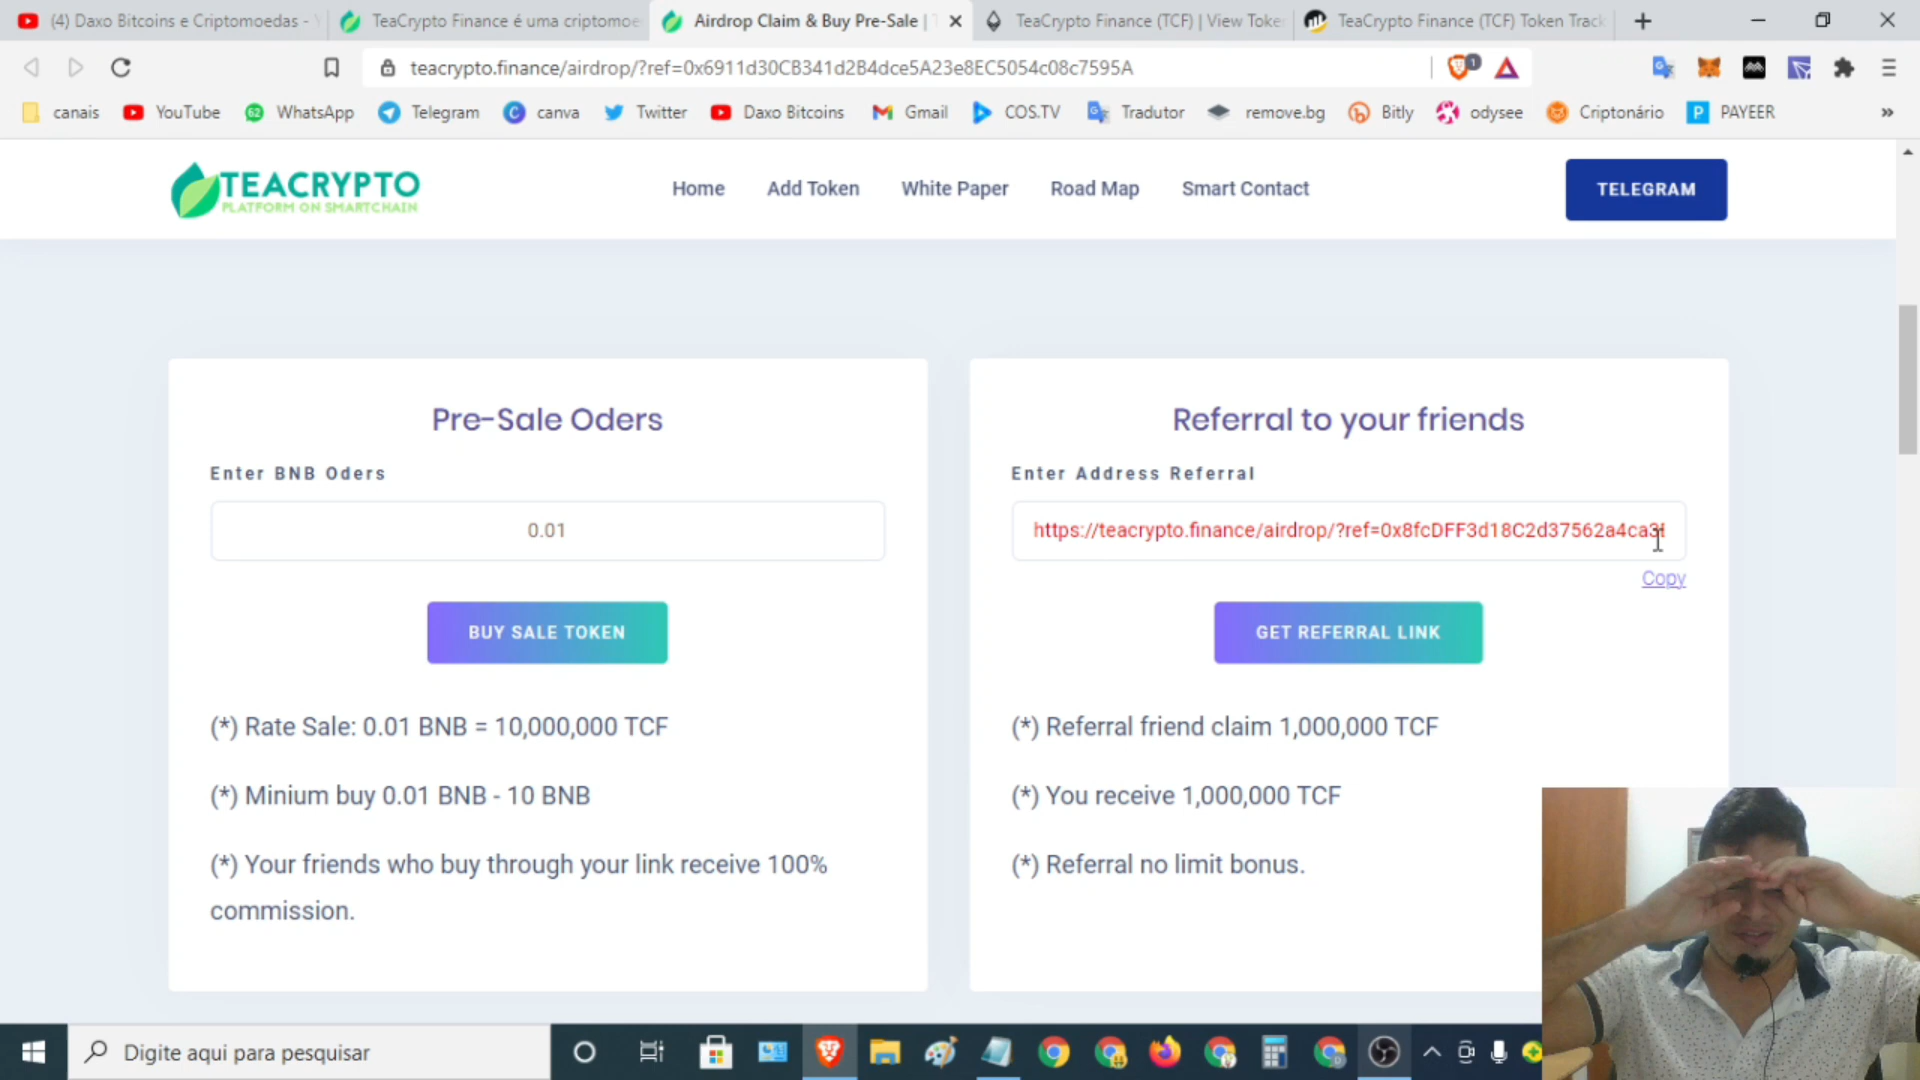 (4) Daxo Bitcoins e Criptomoedas -
TeaCrypto Finance é uma criptomoe
Airdrop Claim & Buy Pre-Sale |
TeaCrypto Finance (TCF) | View Toke
TeaCrypto Finance (TCF) Token Track
teacrypto.finance/airdrop/?ref=0x6911d30CB341d2B4dce5A23e8EC5054c08c7595A
1
canais
YouTube
WhatsApp
Telegram
canva
Twitter
Daxo Bitcoins
Gmail
COS.TV
Tradutor
remove.bg
Bitly
odysee
Criptonário
PAYEER
TEACRYPTO
PLATFORM ON SMARTCHAIN
Home
Add Token
White Paper
Road Map
Smart Contact
TELEGRAM
Pre-Sale Oders
Enter BNB Oders
0.01
BUY SALE TOKEN
(*) Rate Sale: 0.01 BNB = 10,000,000 TCF
(*) Minium buy 0.01 BNB - 10 BNB
(*) Your friends who buy through your link receive 100%
commission.
Referral to your friends
Enter Address Referral
https://teacrypto.finance/airdrop/?ref=0x8fcDFF3d18C2d37562a4ca3f
Copy
GET REFERRAL LINK
(*) Referral friend claim 1,000,000 TCF
(*) You receive 1,000,000 TCF
(*) Referral no limit bonus.
Digite aqui para pesquisar